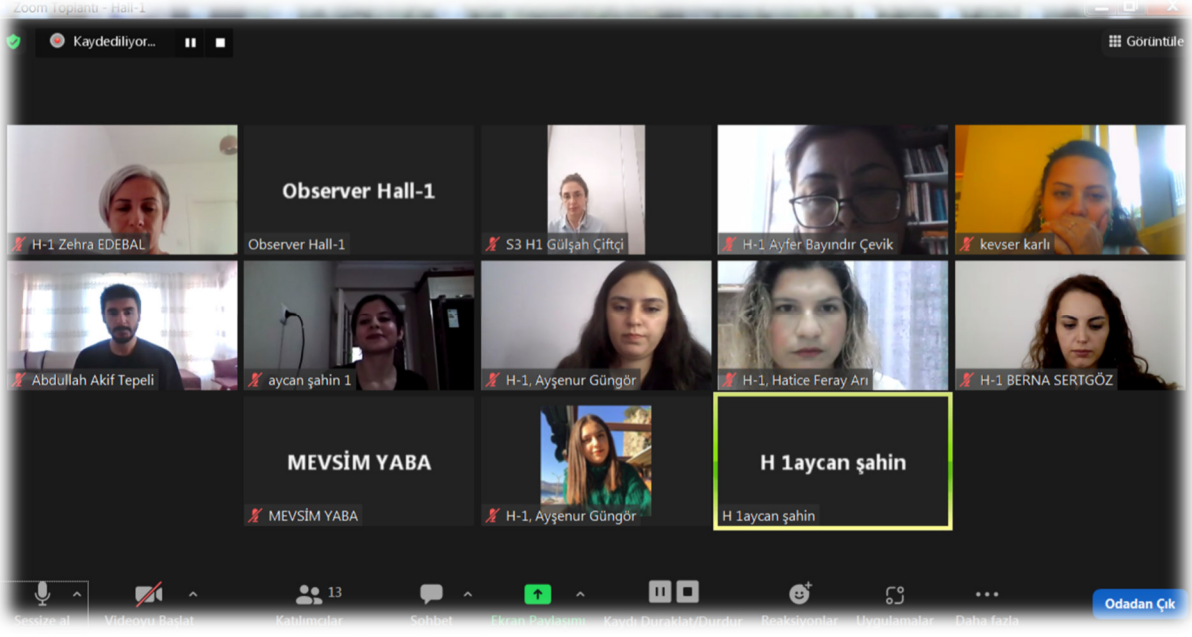 Zoom Toplantı - Hall-1
Kaydediliyor...
Görüntüle
H-1 Zehra EDEBAL
Observer Hall-1
Observer Hall-1
S3 H1 Gülşah Çiftçi
H-1 Ayfer Bayındır Çevik
kevser karlı
Abdullah Akif Tepeli
aycan şahin 1
H-1, Ayşenur Güngör
H-1, Hatice Feray Arı
H-1 BERNA SERTGÖZ
MEVSİM YABA
MEVSİM YABA
H-1, Ayşenur Güngör
H 1aycan şahin
H 1aycan şahin
13
Sessize al
Videoyu Başlat
Katılımcılar
Sohbet
Ekran Paylaşımı
Kaydı Duraklat/Durdur
Reaksiyonlar
Uygulamalar
Daha fazla
Odadan Çık